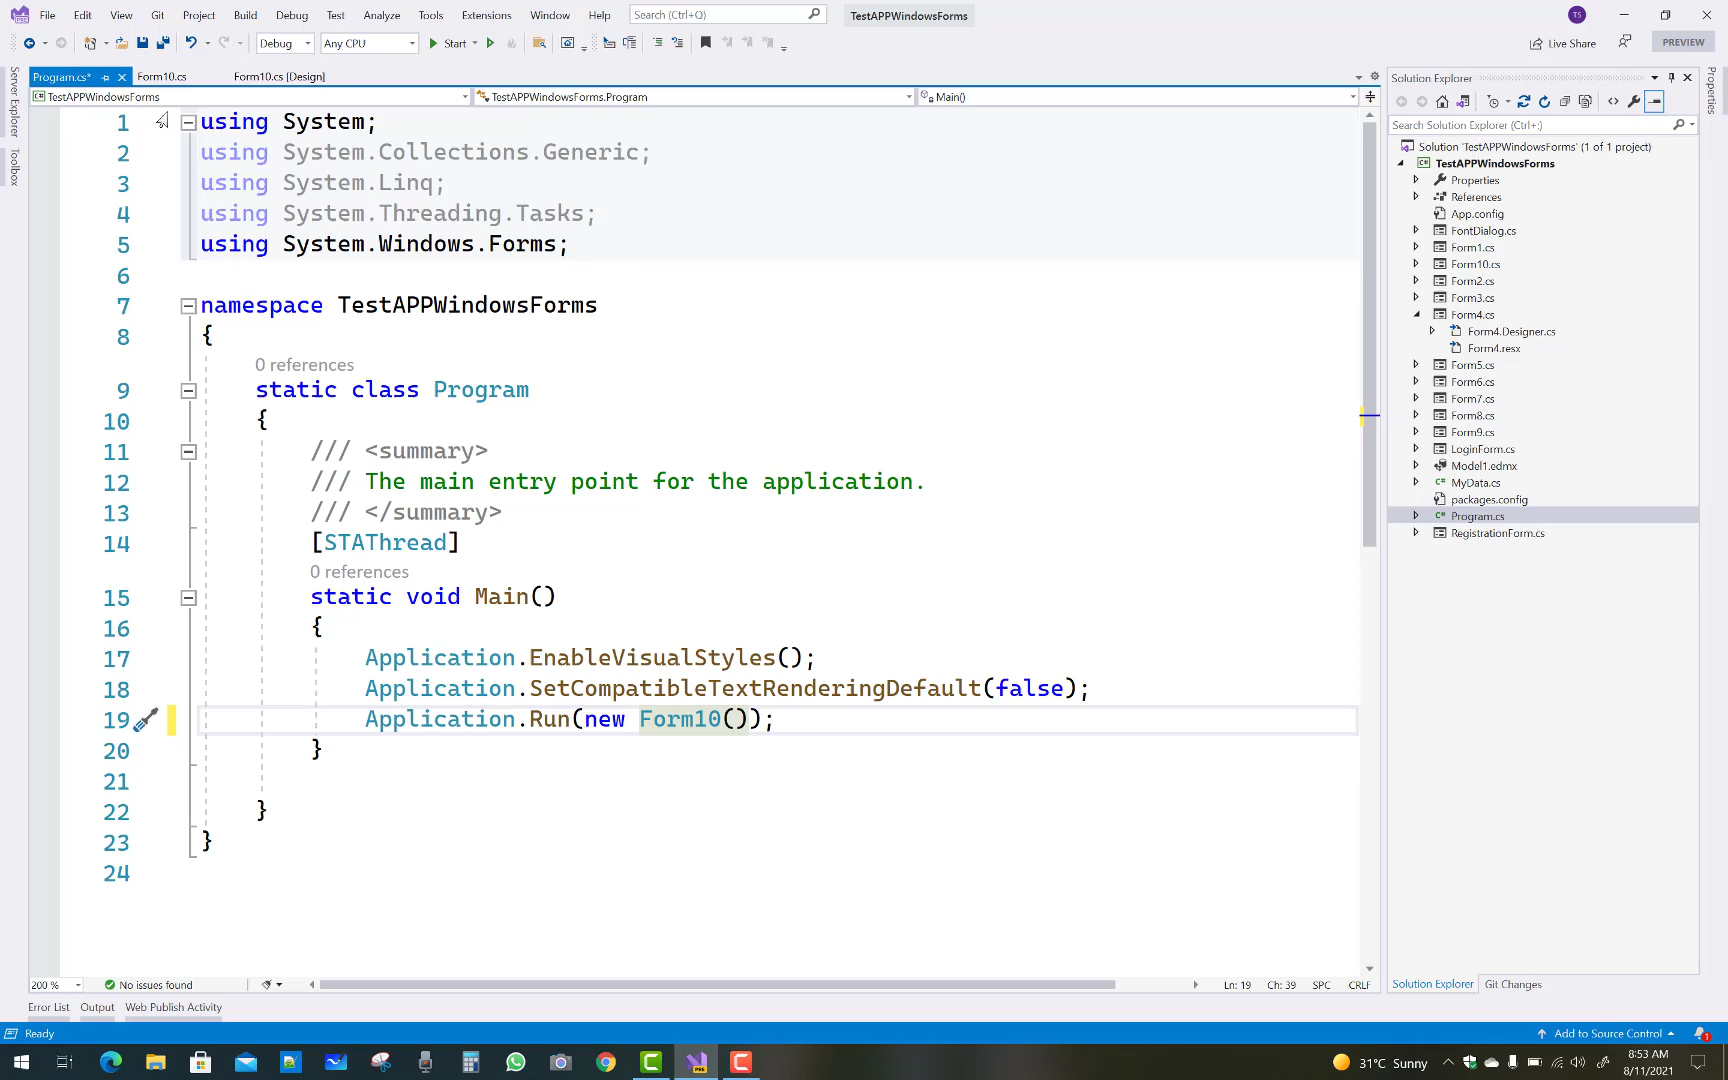 File Edit View Git Project Build Debug Test Analyze Tools Extensions Window Help Search (Ctrl+Q) TestAPPWindowsForms TS
Debug Any CPU Start Live Share PREVIEW
Program.cs* Form10.cs Form10.cs [Design]
TestAPPWindowsForms TestAPPWindowsForms.Program Main()
Server Explorer
Toolbox
1 using System;
2 using System.Collections.Generic;
3 using System.Linq;
4 using System.Threading.Tasks;
5 using System.Windows.Forms;
6
7 namespace TestAPPWindowsForms
8 {
0 references
9 static class Program
10 {
11 /// <summary>
12 /// The main entry point for the application.
13 /// </summary>
14 [STAThread]
0 references
15 static void Main()
16 {
17 Application.EnableVisualStyles();
18 Application.SetCompatibleTextRenderingDefault(false);
19 Application.Run(new Form10());
20 }
21
22 }
23 }
24
200 % No issues found Ln: 19 Ch: 39 SPC CRLF
Solution Explorer
Search Solution Explorer (Ctrl+;)
Solution 'TestAPPWindowsForms' (1 of 1 project)
TestAPPWindowsForms
Properties
References
App.config
FontDialog.cs
Form1.cs
Form10.cs
Form2.cs
Form3.cs
Form4.cs
Form4.Designer.cs
Form4.resx
Form5.cs
Form6.cs
Form7.cs
Form8.cs
Form9.cs
LoginForm.cs
Model1.edmx
MyData.cs
packages.config
Program.cs
RegistrationForm.cs
Solution Explorer Git Changes
Properties
Error List Output Web Publish Activity
Ready Add to Source Control 1
31°C Sunny 8:53 AM
8/11/2021